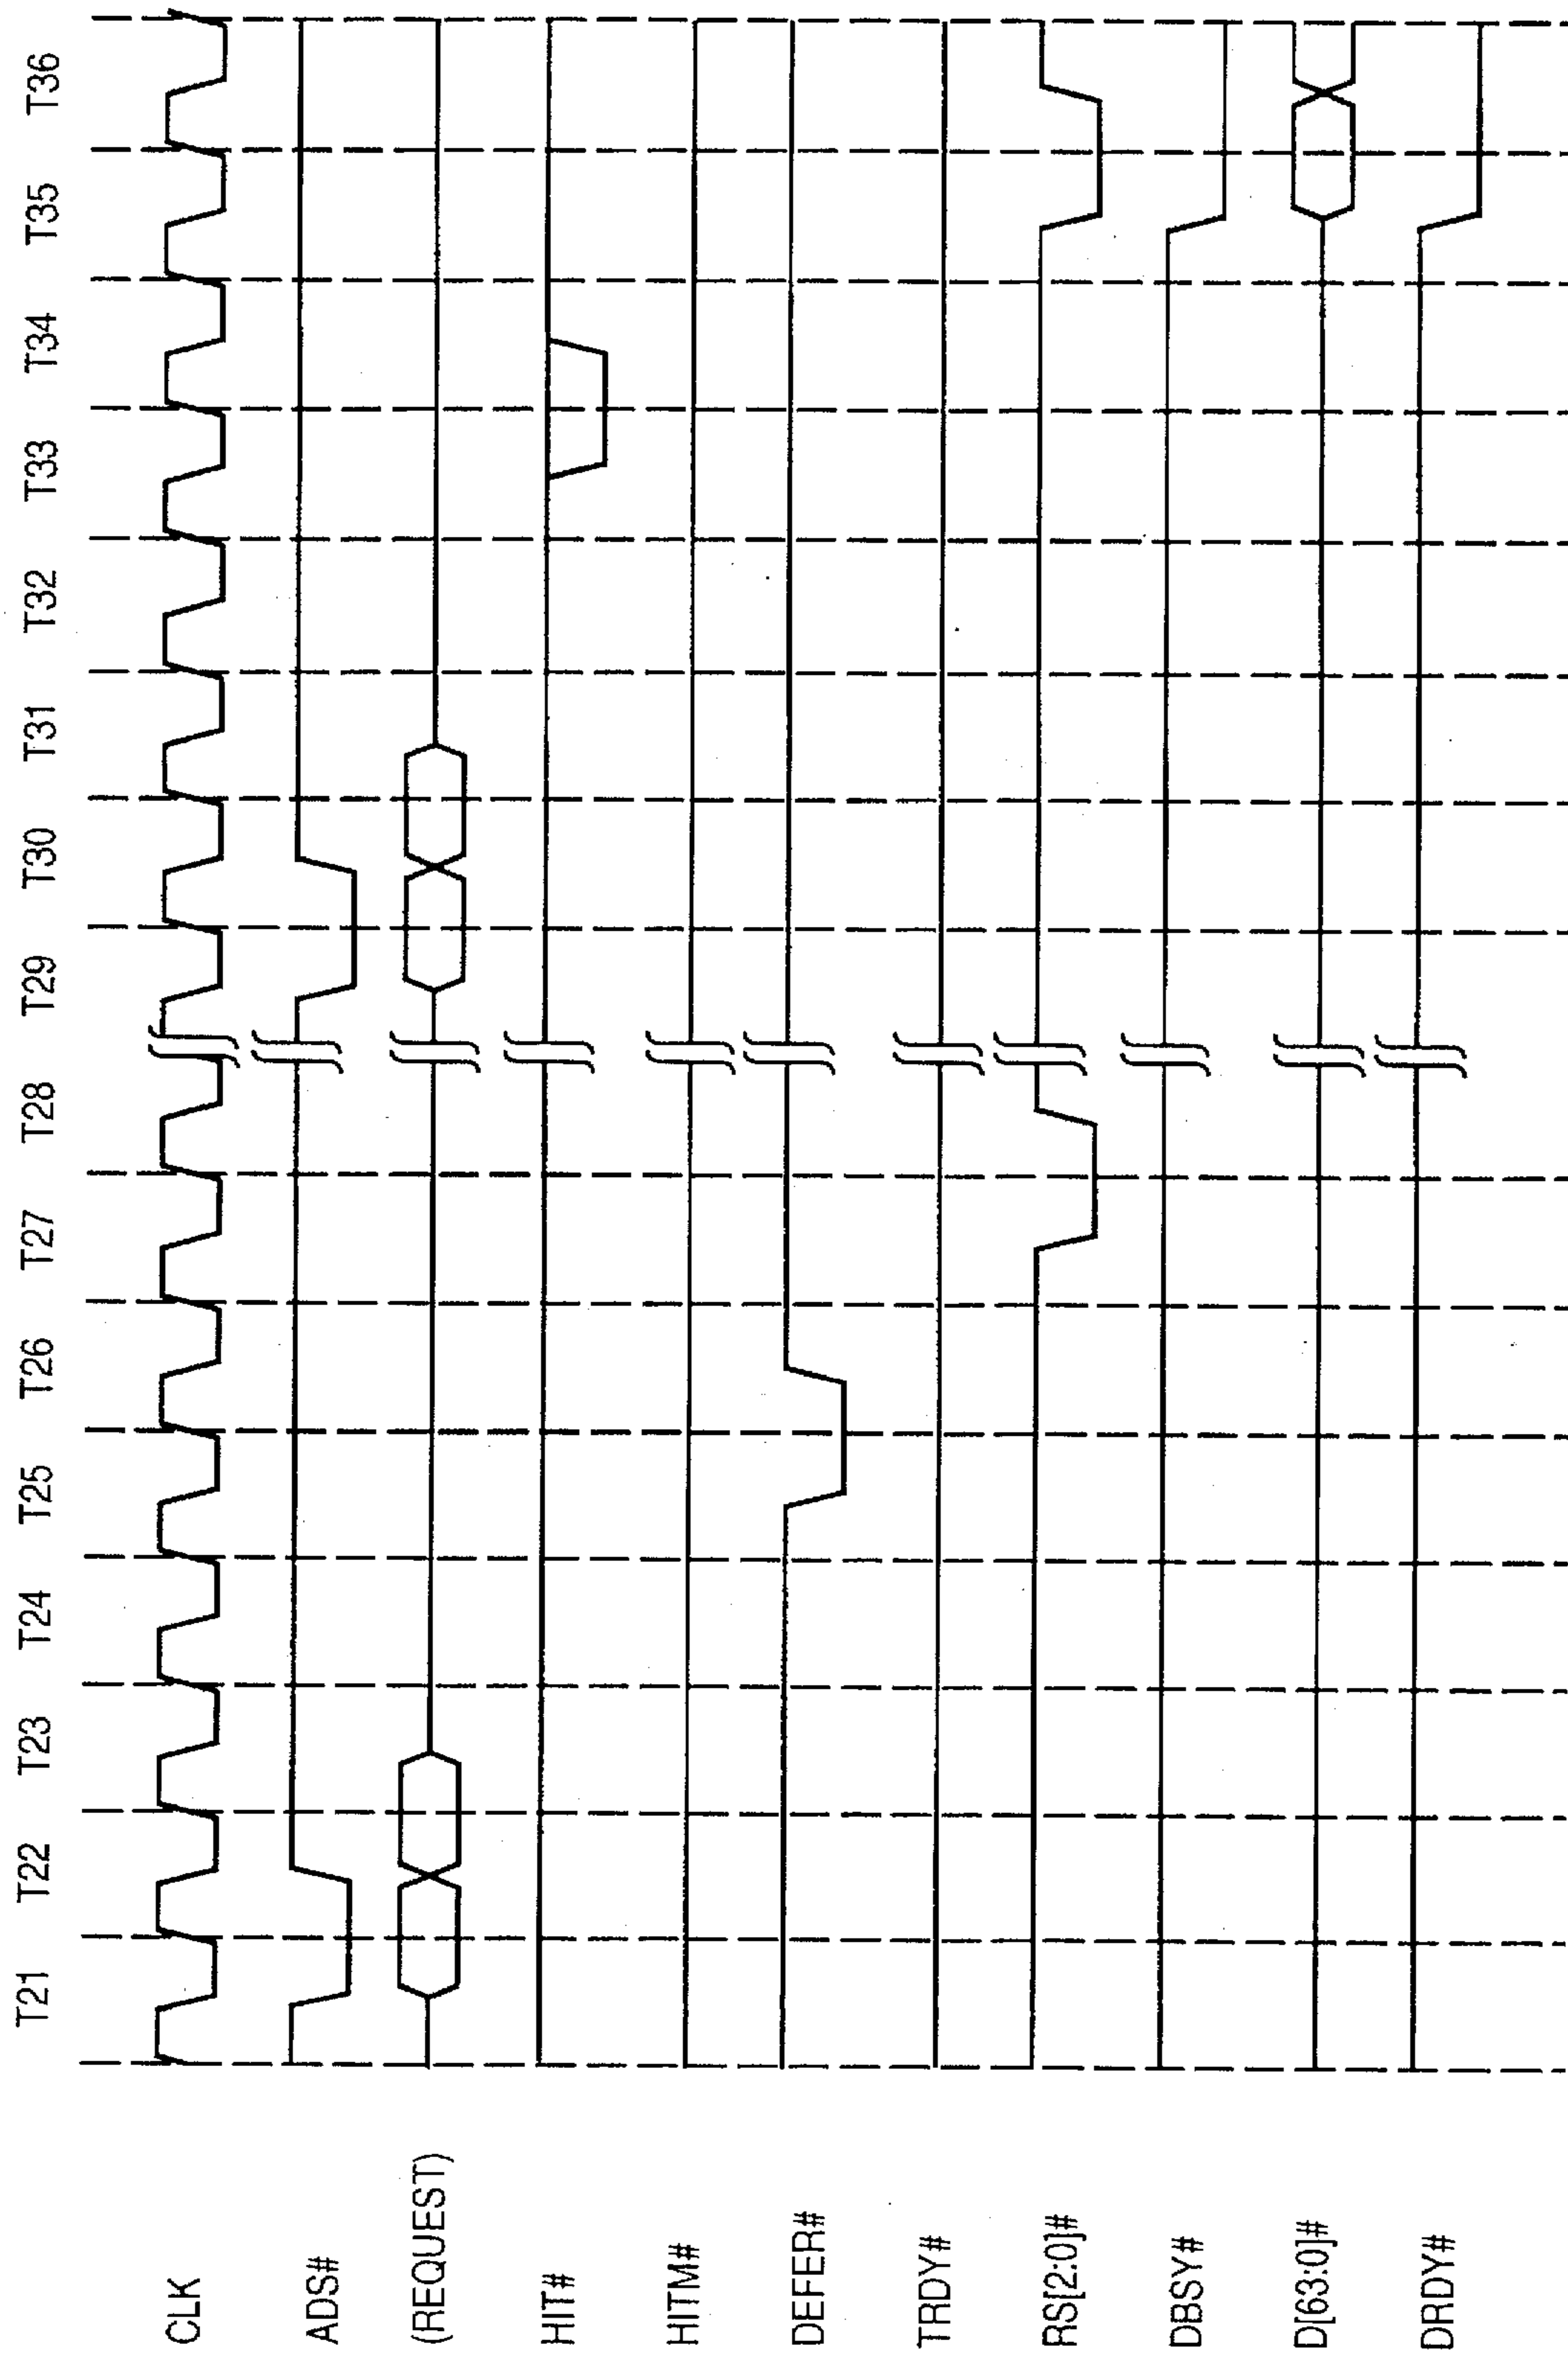 T21 T22 T23 T24 T25 T26 T27 T28 T29 T30 T31 T32 T33 T34 T35 T36
CLK
ADS#
(REQUEST)
HIT#
HITM#
DEFER#
TRDY#
RS[2:0]#
DBSY#
D[63:0]#
DRDY#